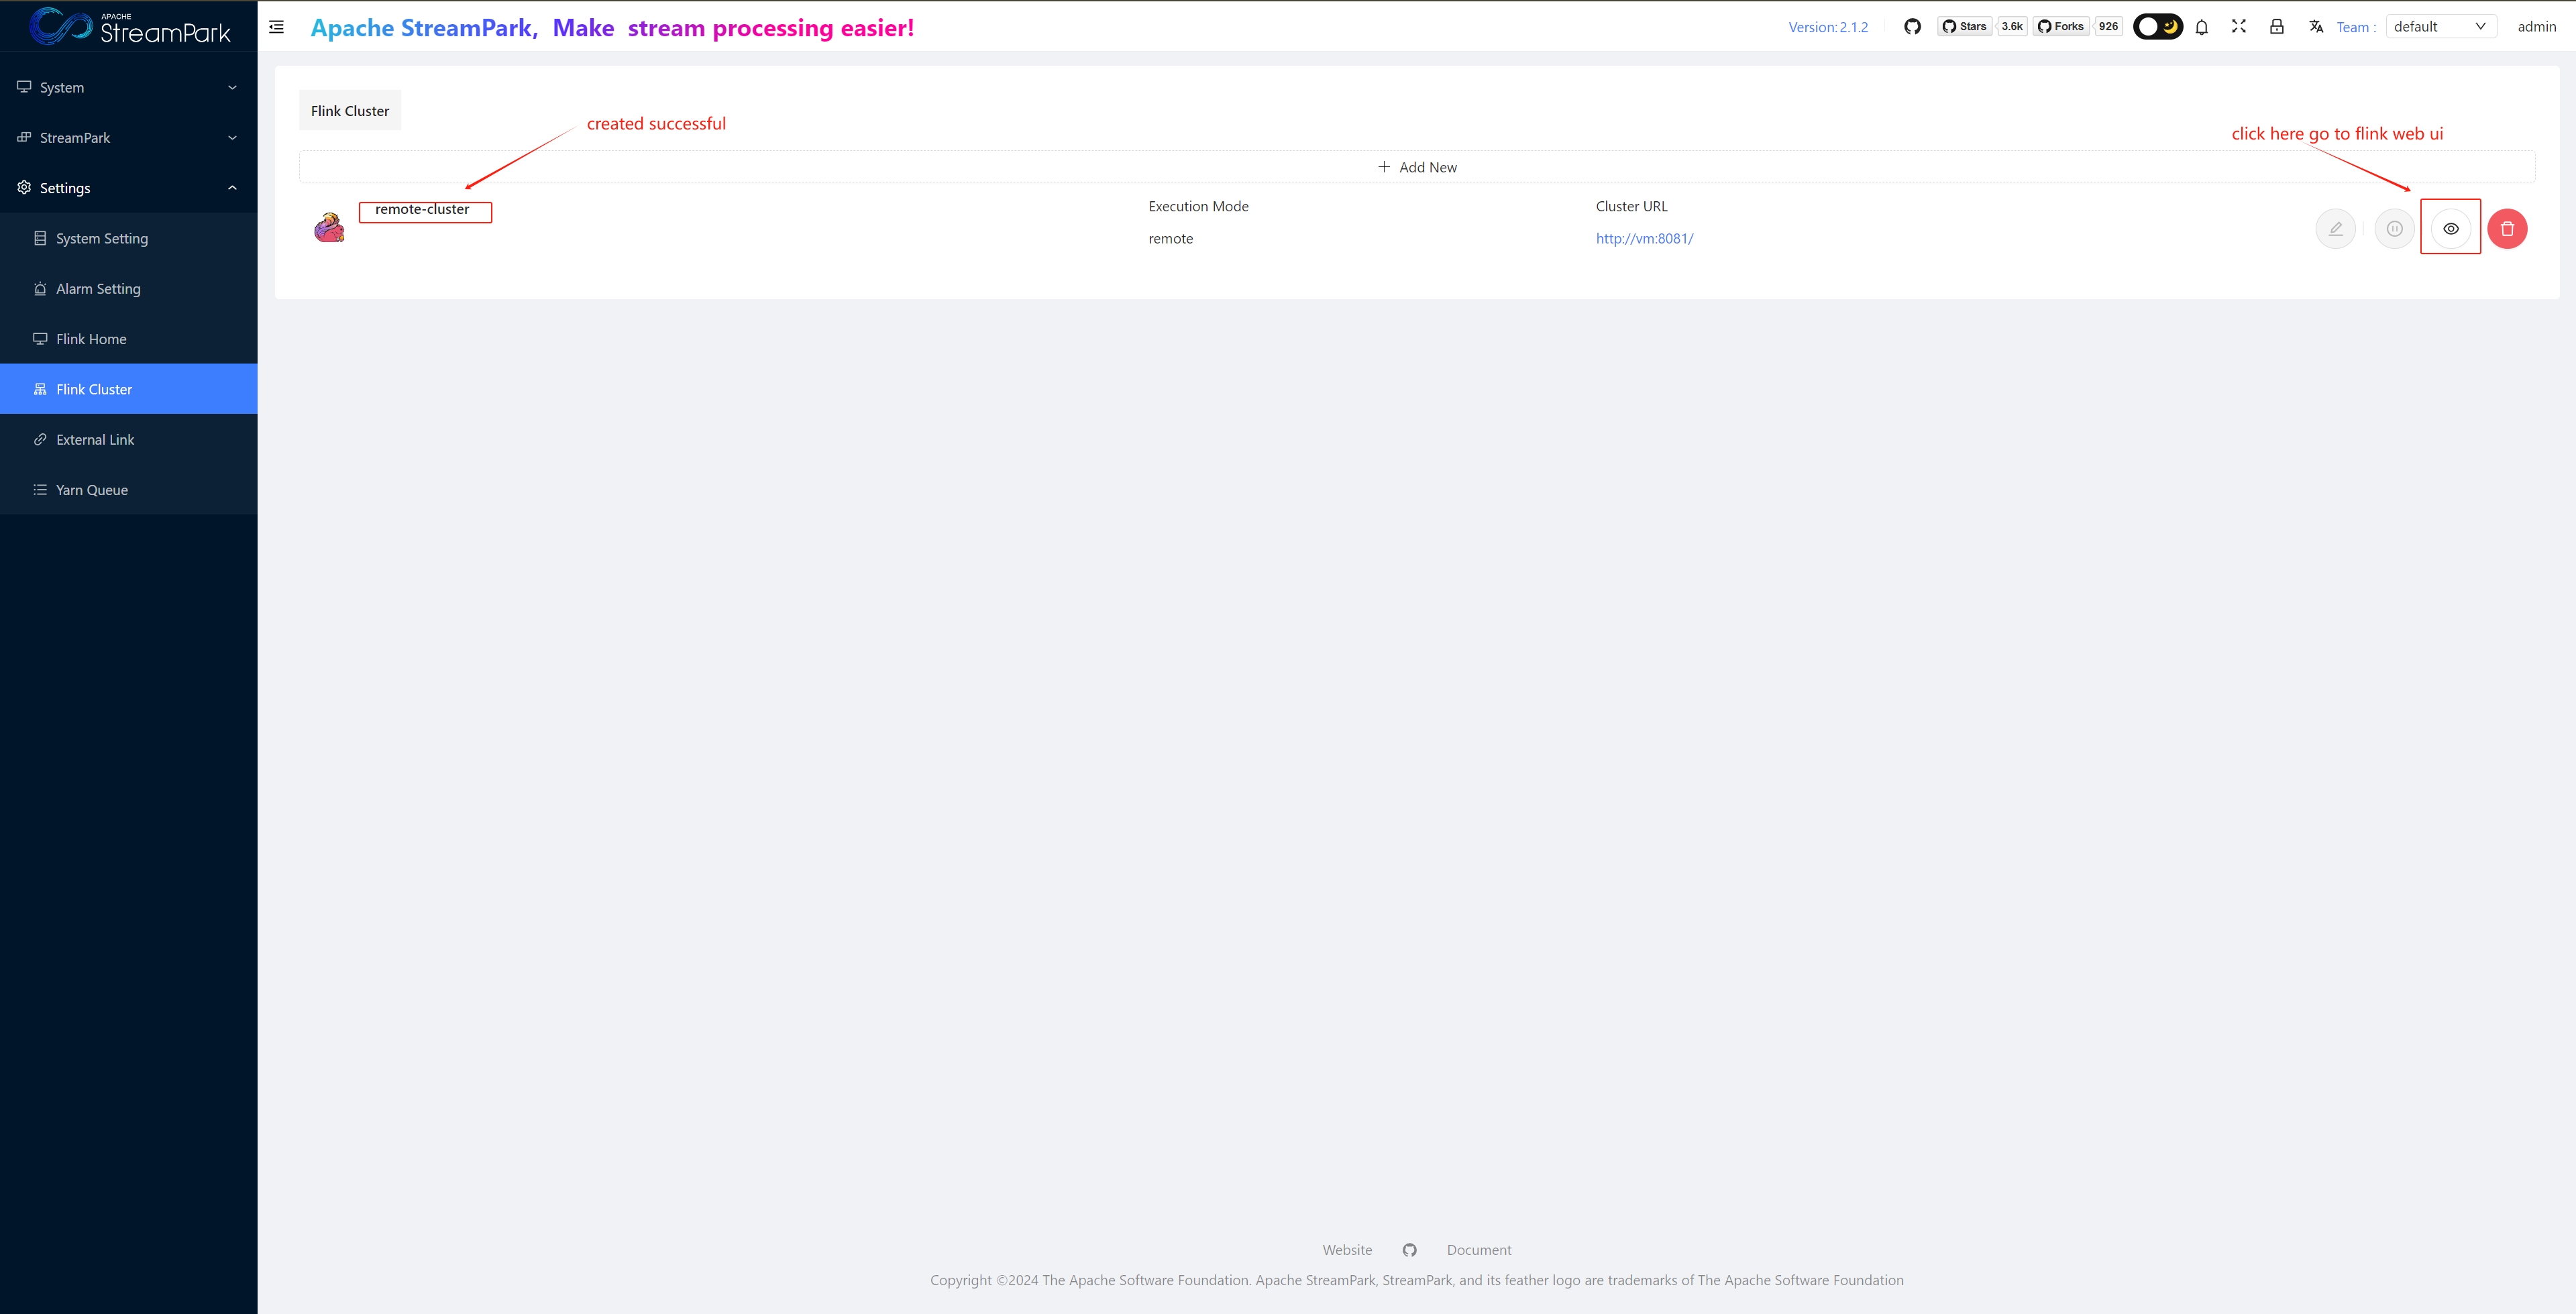 APACHE
StreamPark
Apache StreamPark, Make stream processing easier!
Version: 2.1.2
Stars
3.6k
Forks
926
Team :
default
admin
System
StreamPark
Settings
System Setting
Alarm Setting
Flink Home
Flink Cluster
External Link
Yarn Queue
Flink Cluster
created successful
click here go to flink web ui
Add New
remote-cluster
Execution Mode
remote
Cluster URL
http://vm:8081/
Website
Document
Copyright ©2024 The Apache Software Foundation. Apache StreamPark, StreamPark, and its feather logo are trademarks of The Apache Software Foundation